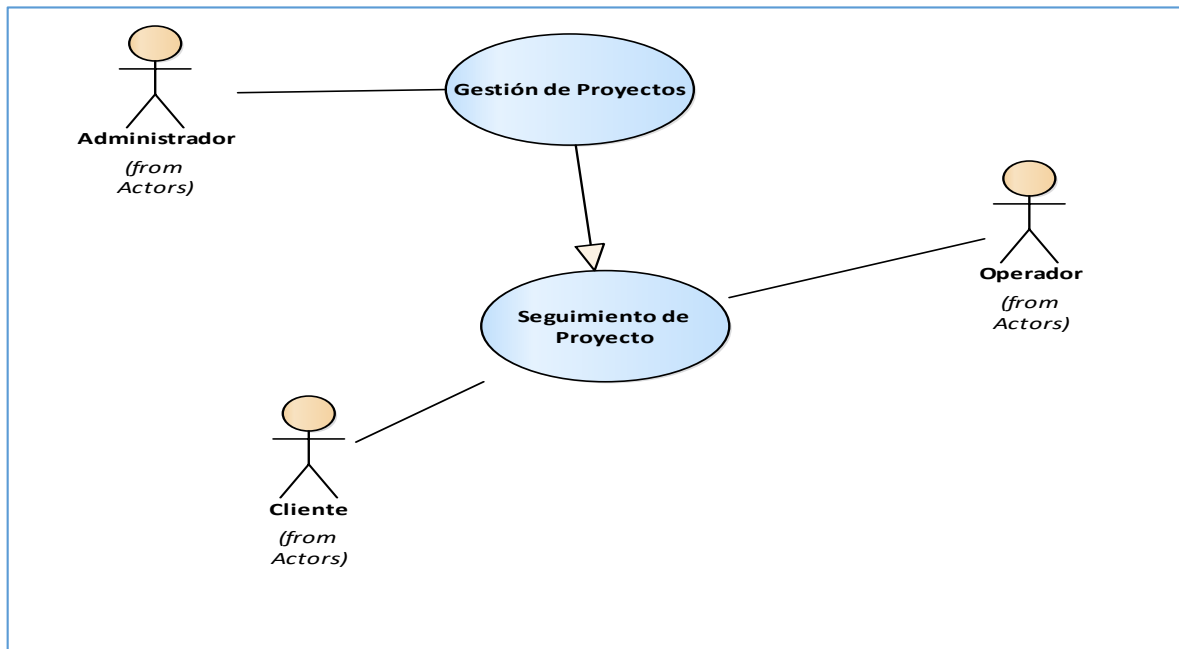 Gestión de Proyectos
Administrador
(from
Actors)
Operador
(from
Actors)
Seguimiento de
Proyecto
Cliente
(from
Actors)